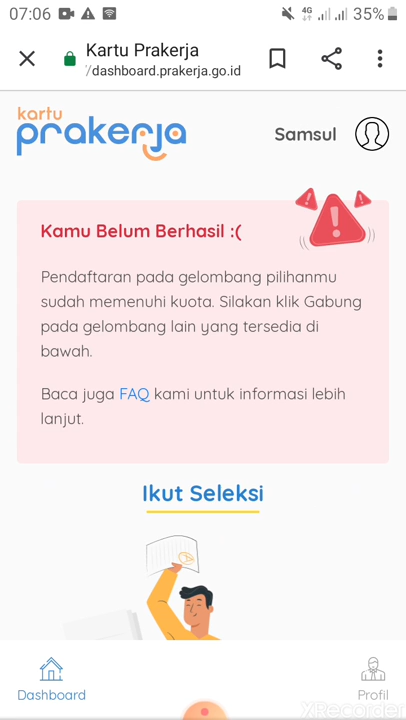 07:06 4G 35%
Kartu Prakerja
/dashboard.prakerja.go.id
kartu
prakerja
Samsul
Kamu Belum Berhasil :(
Pendaftaran pada gelombang pilihanmu
sudah memenuhi kuota. Silakan klik Gabung
pada gelombang lain yang tersedia di
bawah.
Baca juga FAQ kami untuk informasi lebih
lanjut.
Ikut Seleksi
Dashboard
Profil
XRecorder